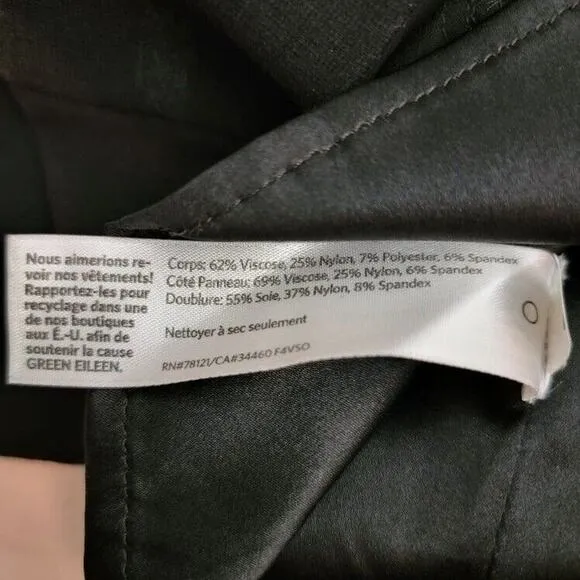 Nous aimerions re-
voir nos vêtements!
Rapportez-les pour
recyclage dans une
de nos boutiques
aux É.-U. afin de
soutenir la cause
GREEN EILEEN.
Corps: 62% Viscose, 25% Nylon, 7% Polyester, 6% Spandex
Côté Panneau: 69% Viscose, 25% Nylon, 6% Spandex
Doublure: 55% Soie, 37% Nylon, 8% Spandex
Nettoyer à sec seulement
RN#78121/CA#34460 F4VSO
O